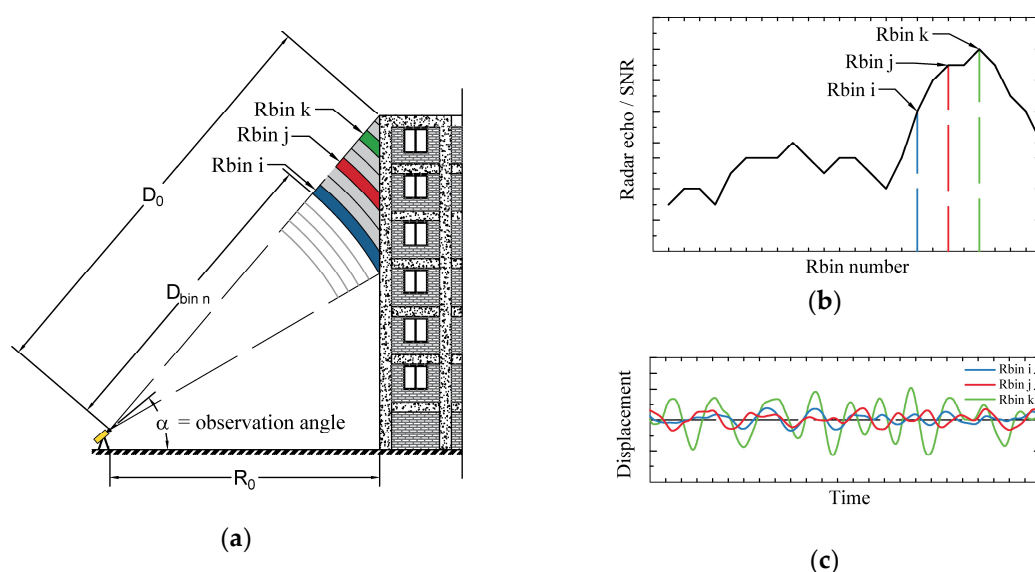 Rbin k
Rbin j
Rbin i
D0
Dbin n
α = observation angle
R0
(a)
Radar echo / SNR
Rbin k
Rbin j
Rbin i
Rbin number
(b)
Displacement
Rbin i
Rbin j
Rbin k
Time
(c)